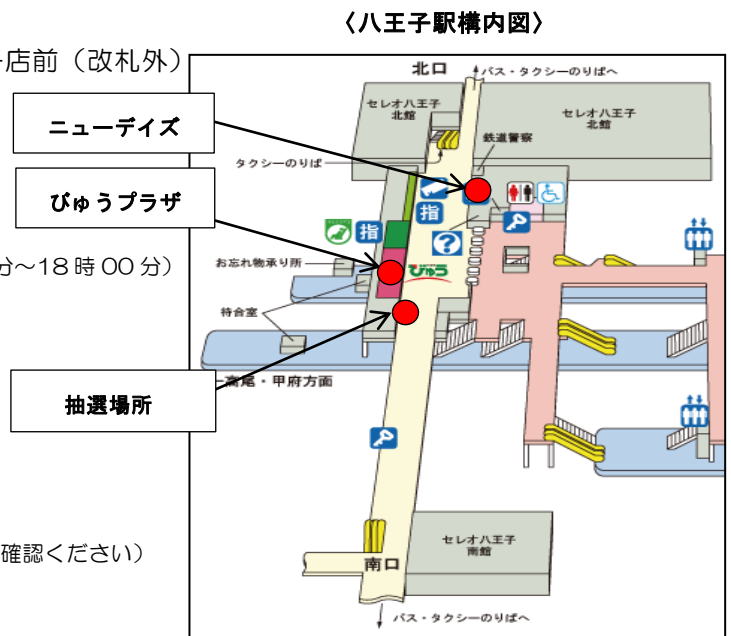 〈八王子駅構内図〉
店前（改札外）
北口
バス・タクシーのりばへ
セレオ八王子
北館
セレオ八王子
北館
ニューデイズ
鉄道警察
タクシーのりば
びゅうプラザ
指
指
分～18時00分）
お忘れ物承り所
びゅう
待合室
高尾・甲府方面
抽選場所
セレオ八王子
南館
確認ください）
南口
バス・タクシーのりばへ